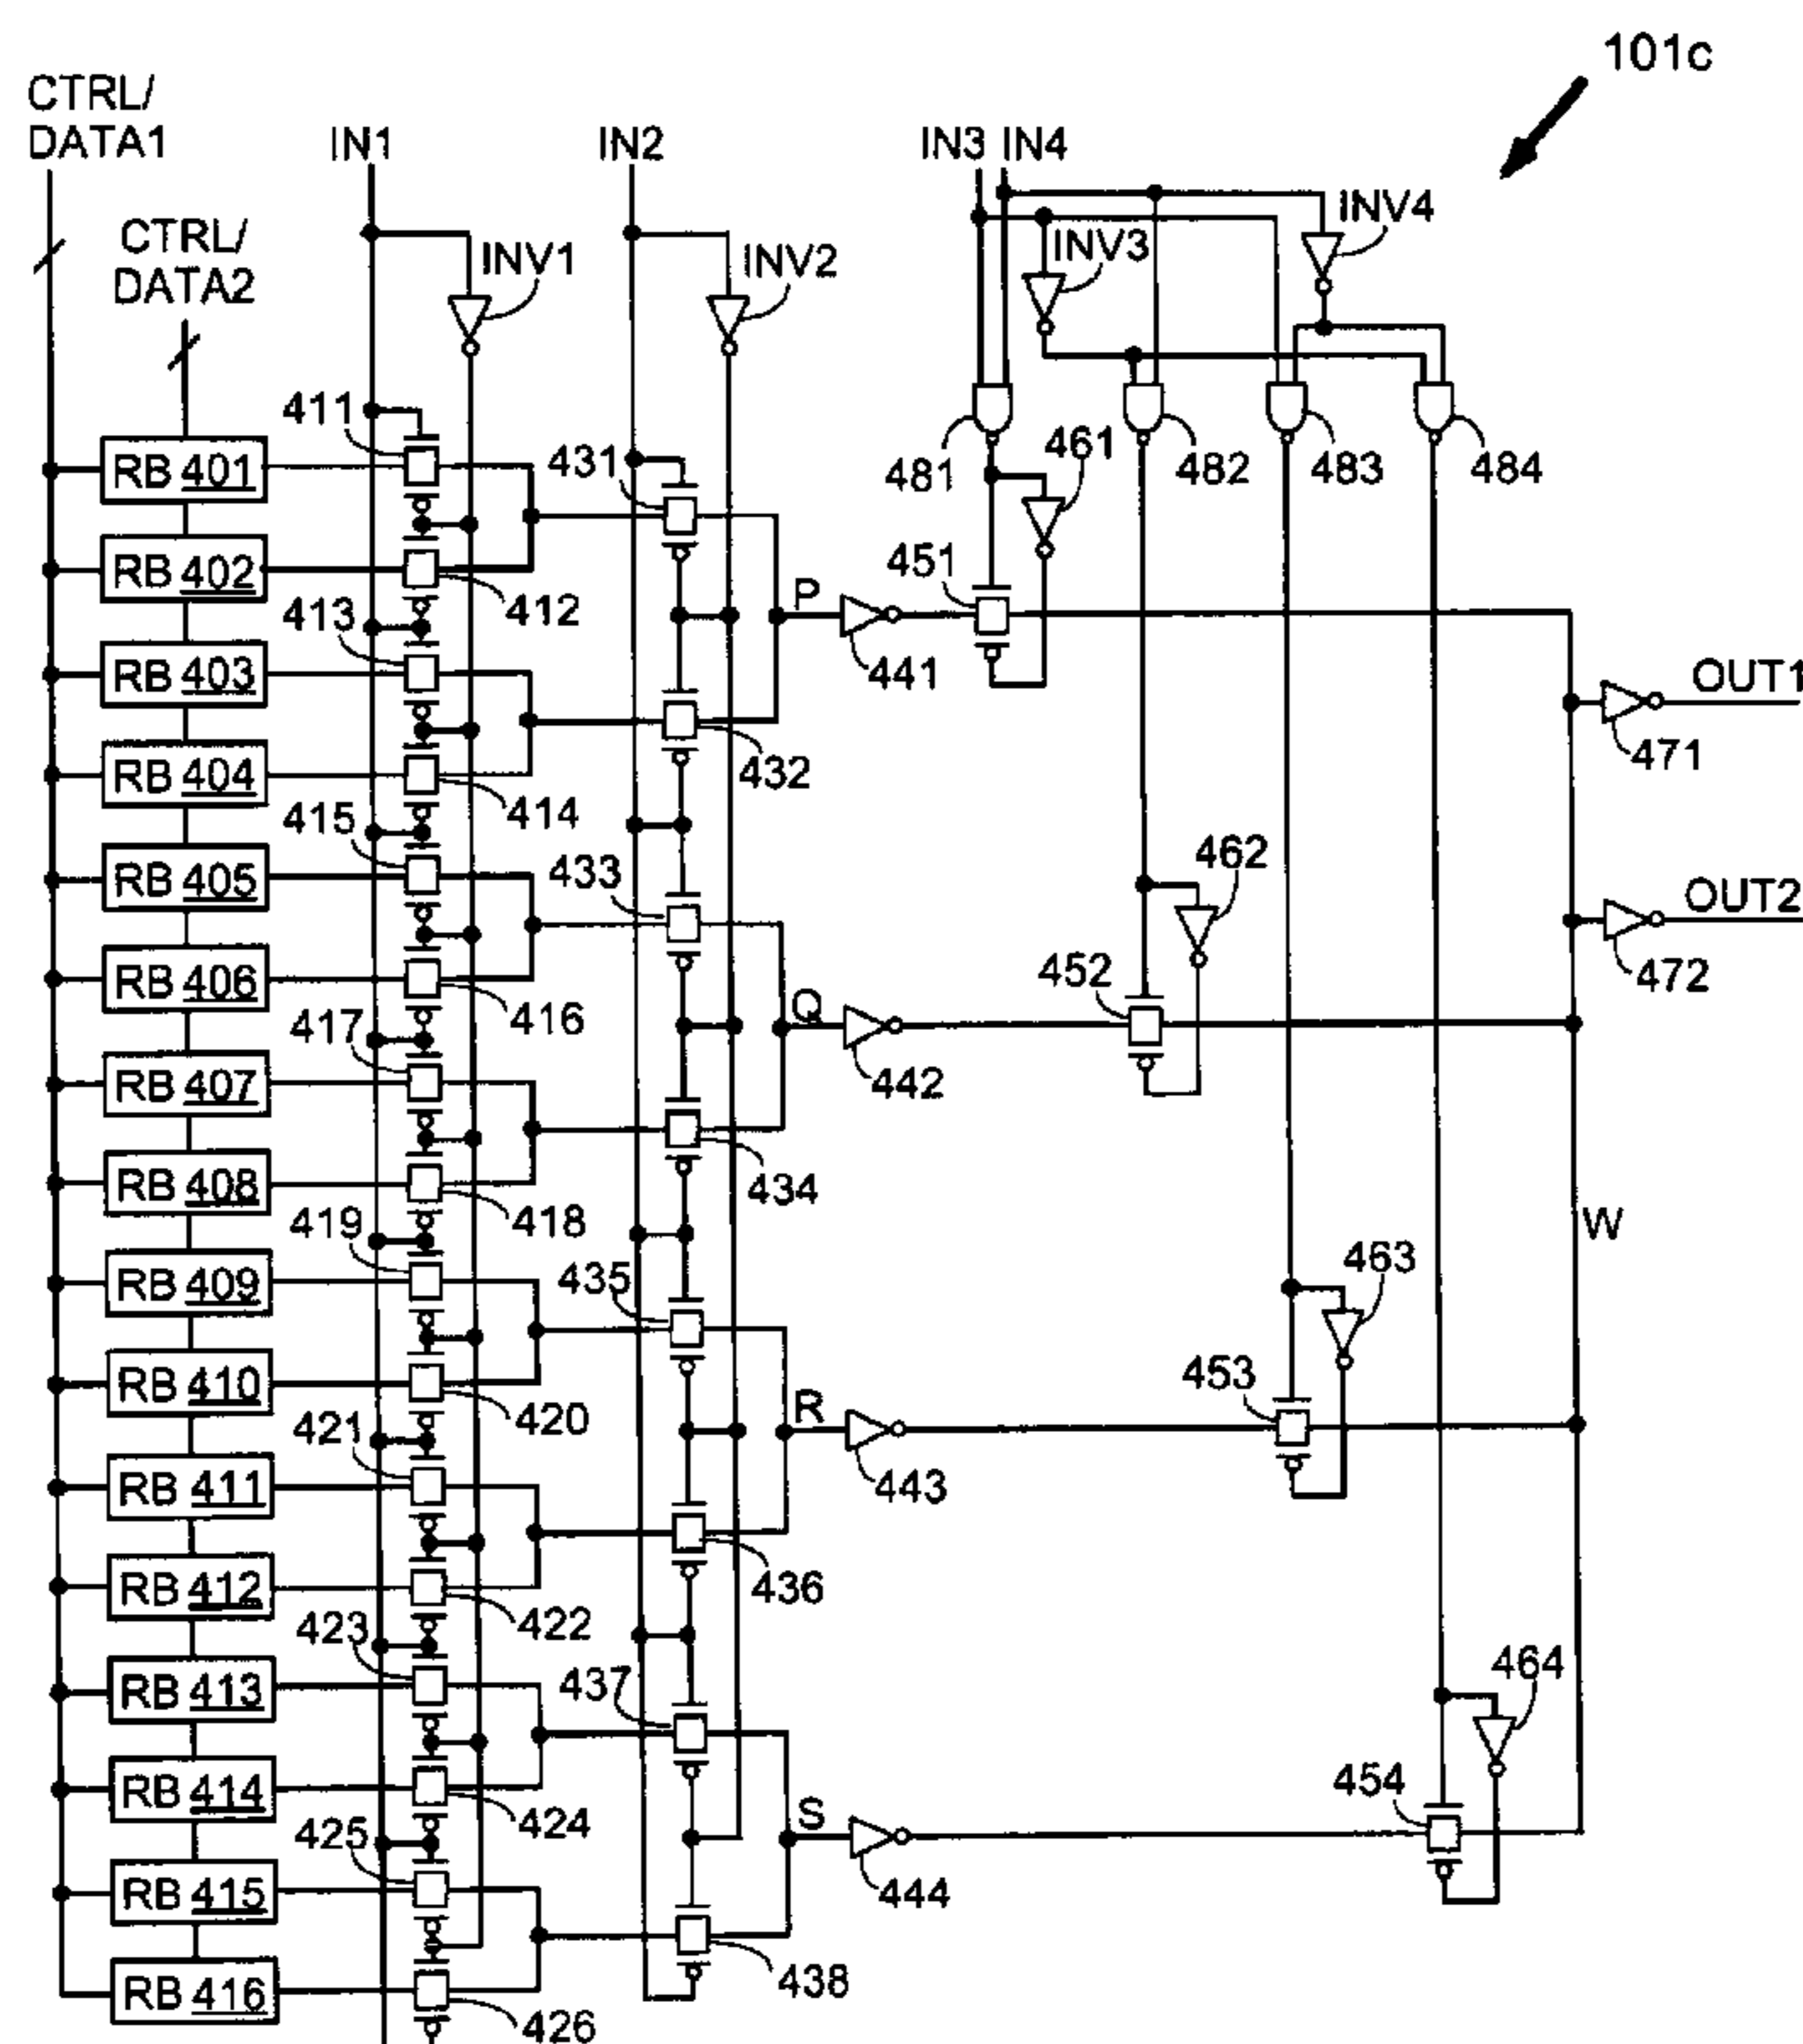 101c
CTRL/
DATA1
IN1
IN2
IN3 IN4
CTRL/
DATA2
INV1
INV2
INV3
INV4
411
431
481
461
482
483
484
RB 401
RB 402
412
451
413
P
RB 403
441
OUT1
471
432
RB 404
414
415
433
462
RB 405
OUT2
472
452
RB 406
416
Q
417
442
RB 407
434
RB 408
418
419
W
435
463
RB 409
453
RB 410
420
R
421
443
RB 411
436
RB 412
422
423
437
464
RB 413
454
RB 414
424
S
425
444
RB 415
438
RB 416
426